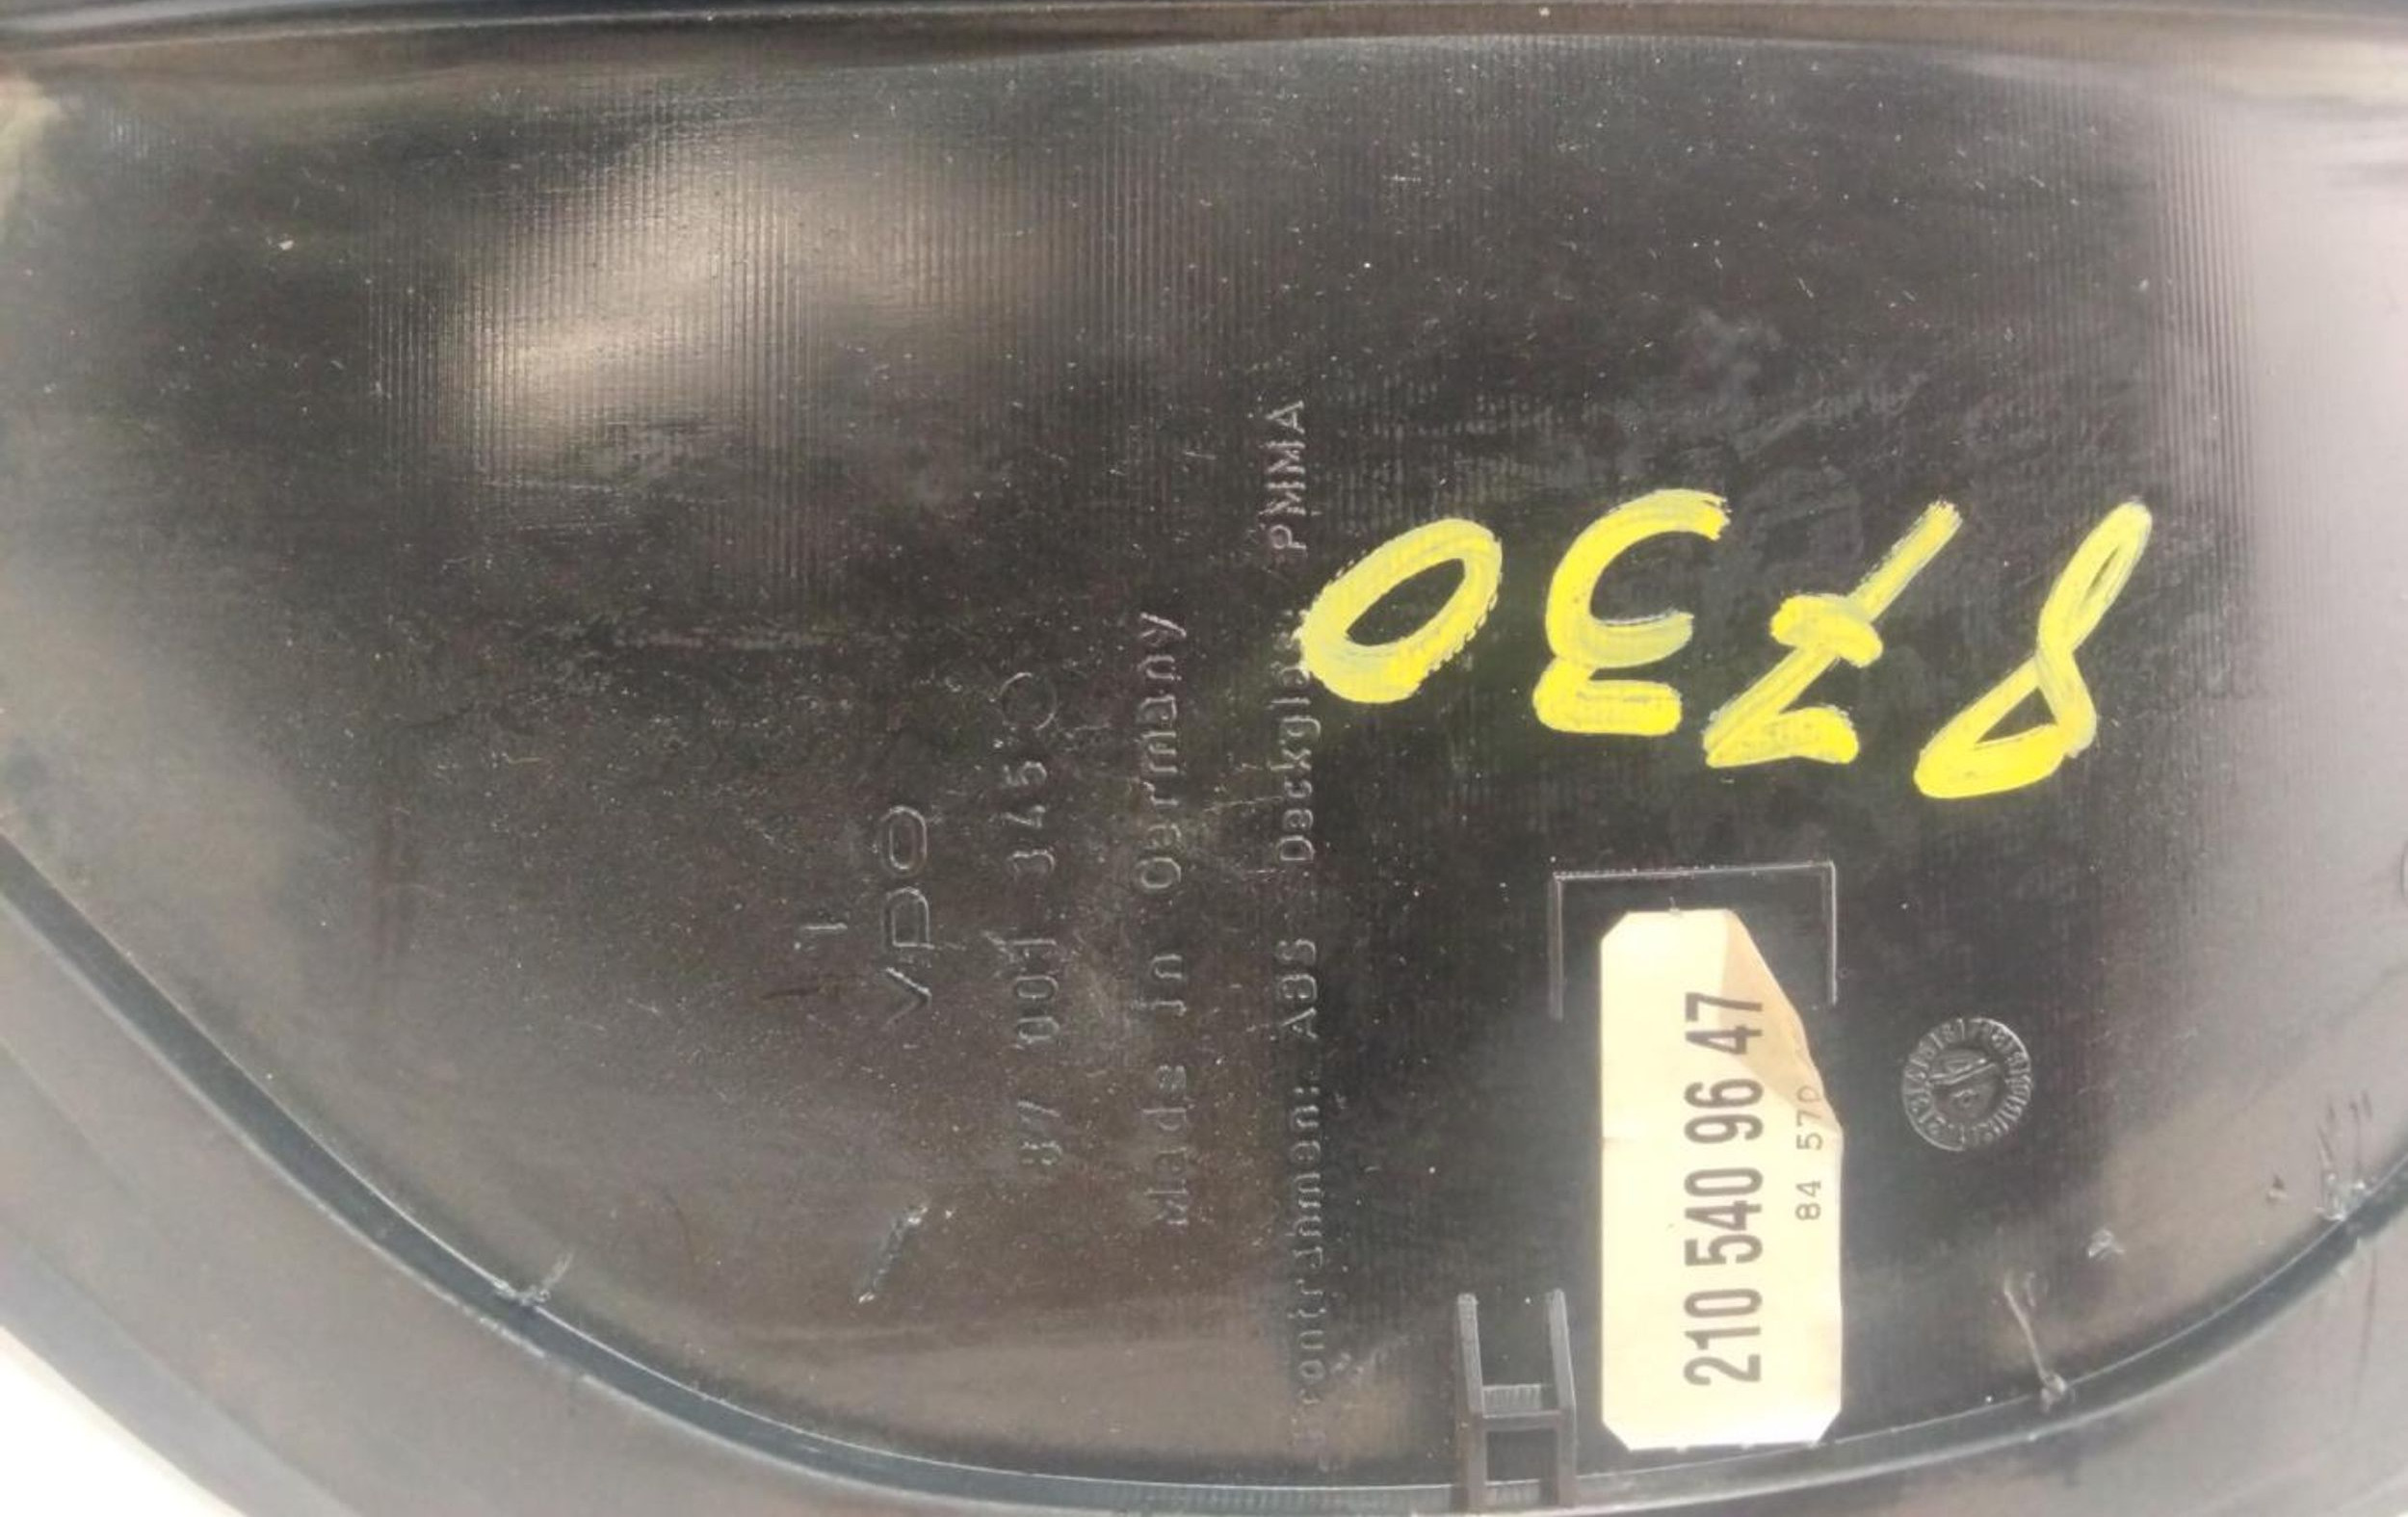 VDO
87 001 345
Made in Germany
Frontrahmen: ABS Deckglas: PMMA
8730
210 540 96 47
84 570